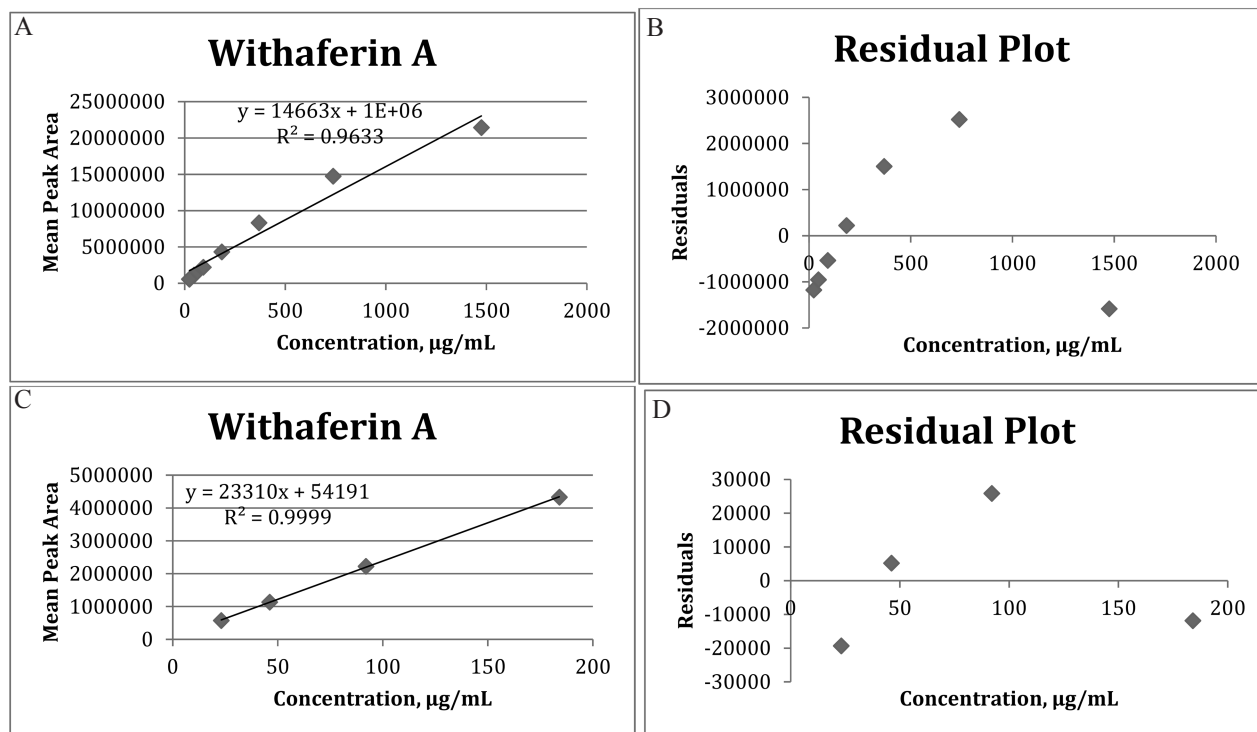 A
Withaferin A
y = 14663x + 1E+06
R² = 0.9633
Mean Peak Area
25000000
20000000
15000000
10000000
5000000
0
0 500 1000 1500 2000
Concentration, µg/mL
B
Residual Plot
Residuals
3000000
2000000
1000000
0
-1000000
-2000000
0 500 1000 1500 2000
Concentration, µg/mL
C
Withaferin A
y = 23310x + 54191
R² = 0.9999
Mean Peak Area
5000000
4000000
3000000
2000000
1000000
0
0 50 100 150 200
Concentration, µg/mL
D
Residual Plot
Residuals
30000
20000
10000
0
-10000
-20000
-30000
0 50 100 150 200
Concentration, µg/mL